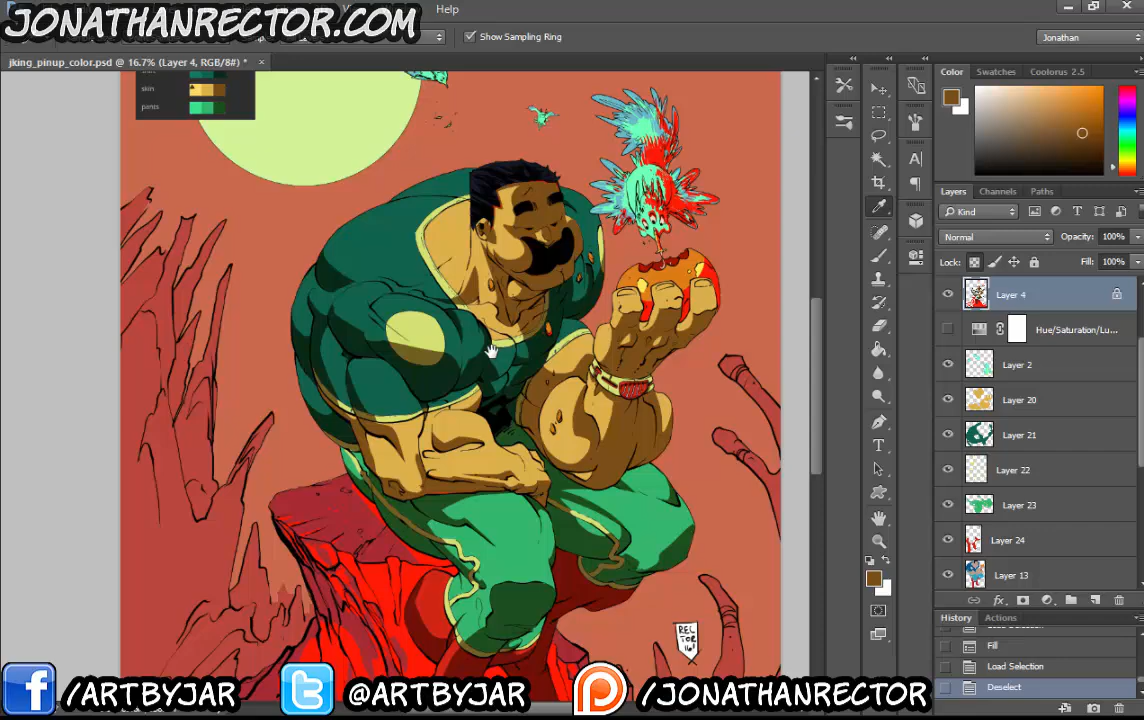 JONATHANRECTOR.COM
Help
Show Sampling Ring
Jonathan
jking_pinup_color.psd @ 16.7% (Layer 4, RGB/8#) *
skin
pants
Color
Swatches
Coolorus 2.5
Layers
Channels
Paths
Kind
Normal
Opacity: 100%
Lock:
Fill: 100%
Layer 4
Hue/Saturation/Lu...
Layer 2
Layer 20
Layer 21
Layer 22
Layer 23
Layer 24
Layer 13
fx
History
Actions
Fill
Load Selection
Deselect
REC
TOR
/ARTBYJAR
@ARTBYJAR
/JONATHANRECTOR